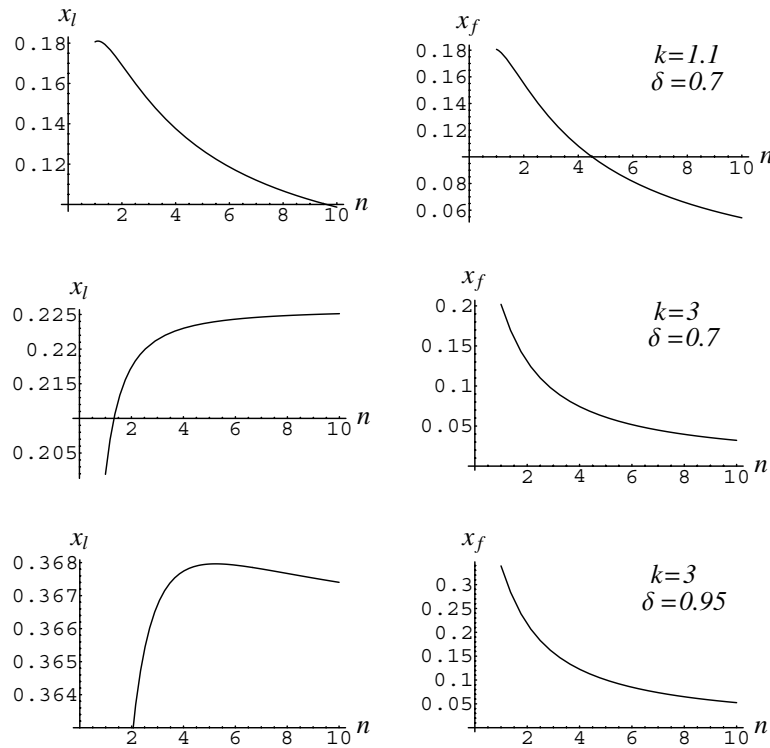 x_l
0.18
0.16
0.14
0.12
2 4 6 8 10 n
x_f
0.18
0.16
0.14
0.12
0.08
0.06
2 4 6 8 10 n
k=1.1
δ=0.7
x_l
0.225
0.22
0.215
0.205
2 4 6 8 10 n
x_f
0.2
0.15
0.1
0.05
2 4 6 8 10 n
k=3
δ=0.7
x_l
0.368
0.367
0.366
0.365
0.364
2 4 6 8 10 n
x_f
0.3
0.25
0.2
0.15
0.1
0.05
2 4 6 8 10 n
k=3
δ=0.95